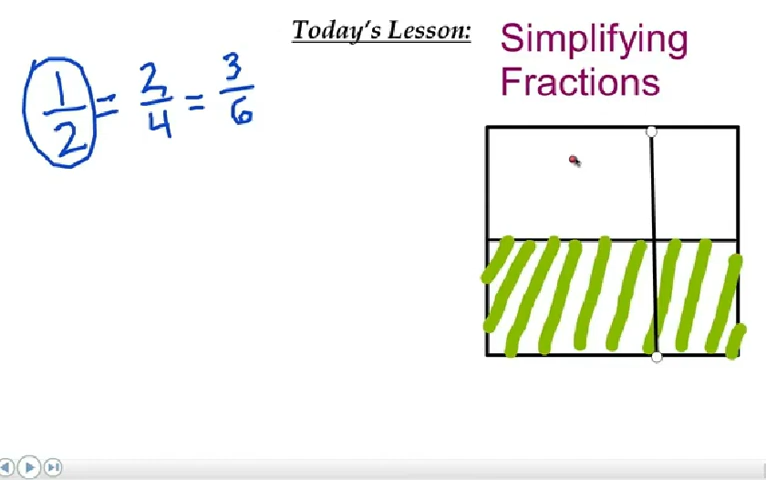 Today's Lesson:
Simplifying
Fractions
1/2 = 2/4 = 3/6